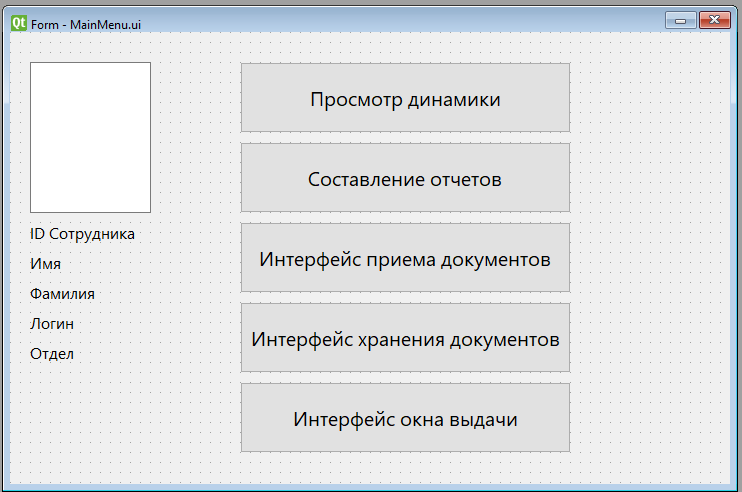 Qt Form - MainMenu.ui
Просмотр динамики
Составление отчетов
Интерфейс приема документов
Интерфейс хранения документов
Интерфейс окна выдачи
ID Сотрудника
Имя
Фамилия
Логин
Отдел